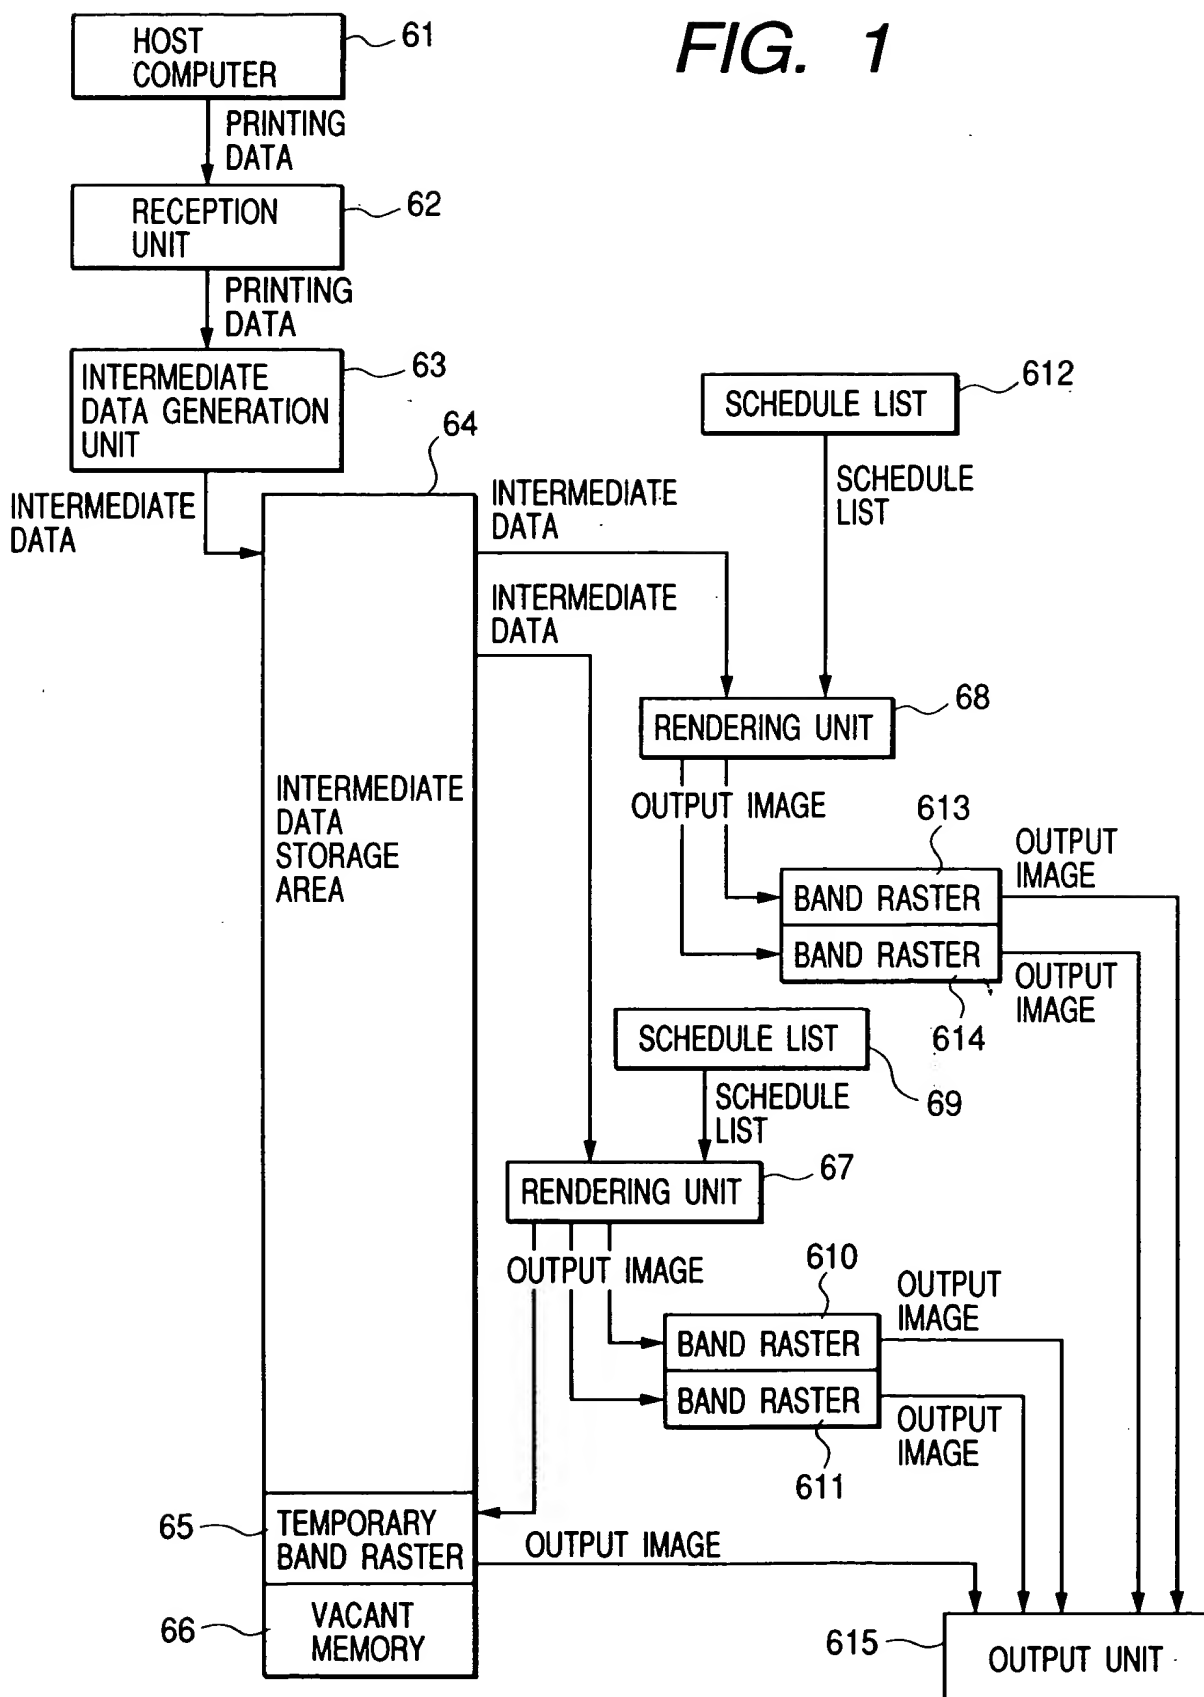 FIG. 1
HOST
COMPUTER
61
PRINTING
DATA
RECEPTION
UNIT
62
PRINTING
DATA
INTERMEDIATE
DATA GENERATION
UNIT
63
INTERMEDIATE
DATA
64
INTERMEDIATE
DATA
INTERMEDIATE
DATA
SCHEDULE LIST
612
SCHEDULE
LIST
RENDERING UNIT
68
OUTPUT IMAGE
INTERMEDIATE
DATA
STORAGE
AREA
613
BAND RASTER
OUTPUT
IMAGE
BAND RASTER
OUTPUT
IMAGE
614
SCHEDULE LIST
69
SCHEDULE
LIST
RENDERING UNIT
67
OUTPUT IMAGE
610
BAND RASTER
OUTPUT
IMAGE
BAND RASTER
OUTPUT
IMAGE
611
65
TEMPORARY
BAND RASTER
OUTPUT IMAGE
66
VACANT
MEMORY
615
OUTPUT UNIT